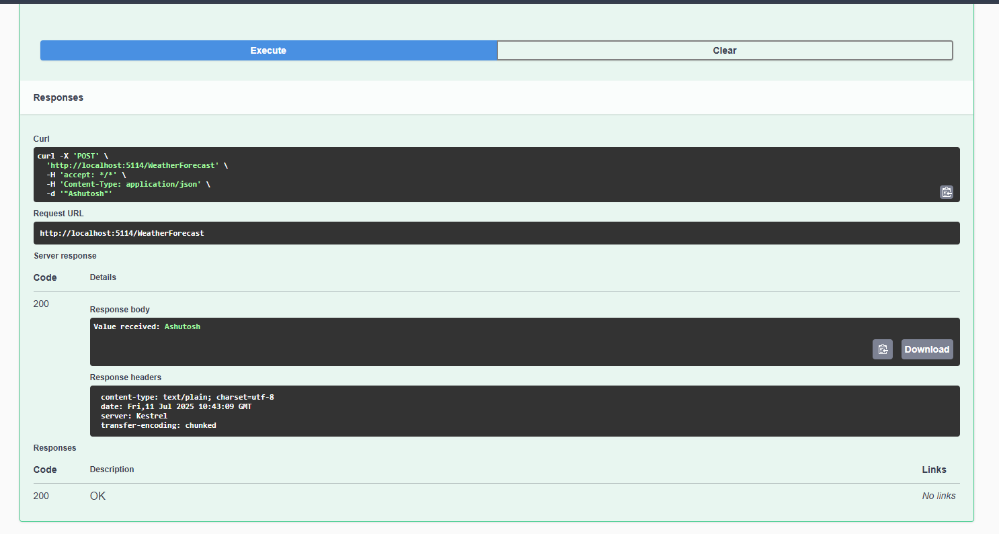 Execute
Clear
Responses
Curl
curl -X 'POST' \
'http://localhost:5114/WeatherForecast' \
-H 'accept: */*' \
-H 'Content-Type: application/json' \
-d '"Ashutosh"'
Request URL
http://localhost:5114/WeatherForecast
Server response
Code Details
200
Response body
Value received: Ashutosh
Download
Response headers
content-type: text/plain; charset=utf-8
date: Fri,11 Jul 2025 10:43:09 GMT
server: Kestrel
transfer-encoding: chunked
Responses
Code Description Links
200 OK No links